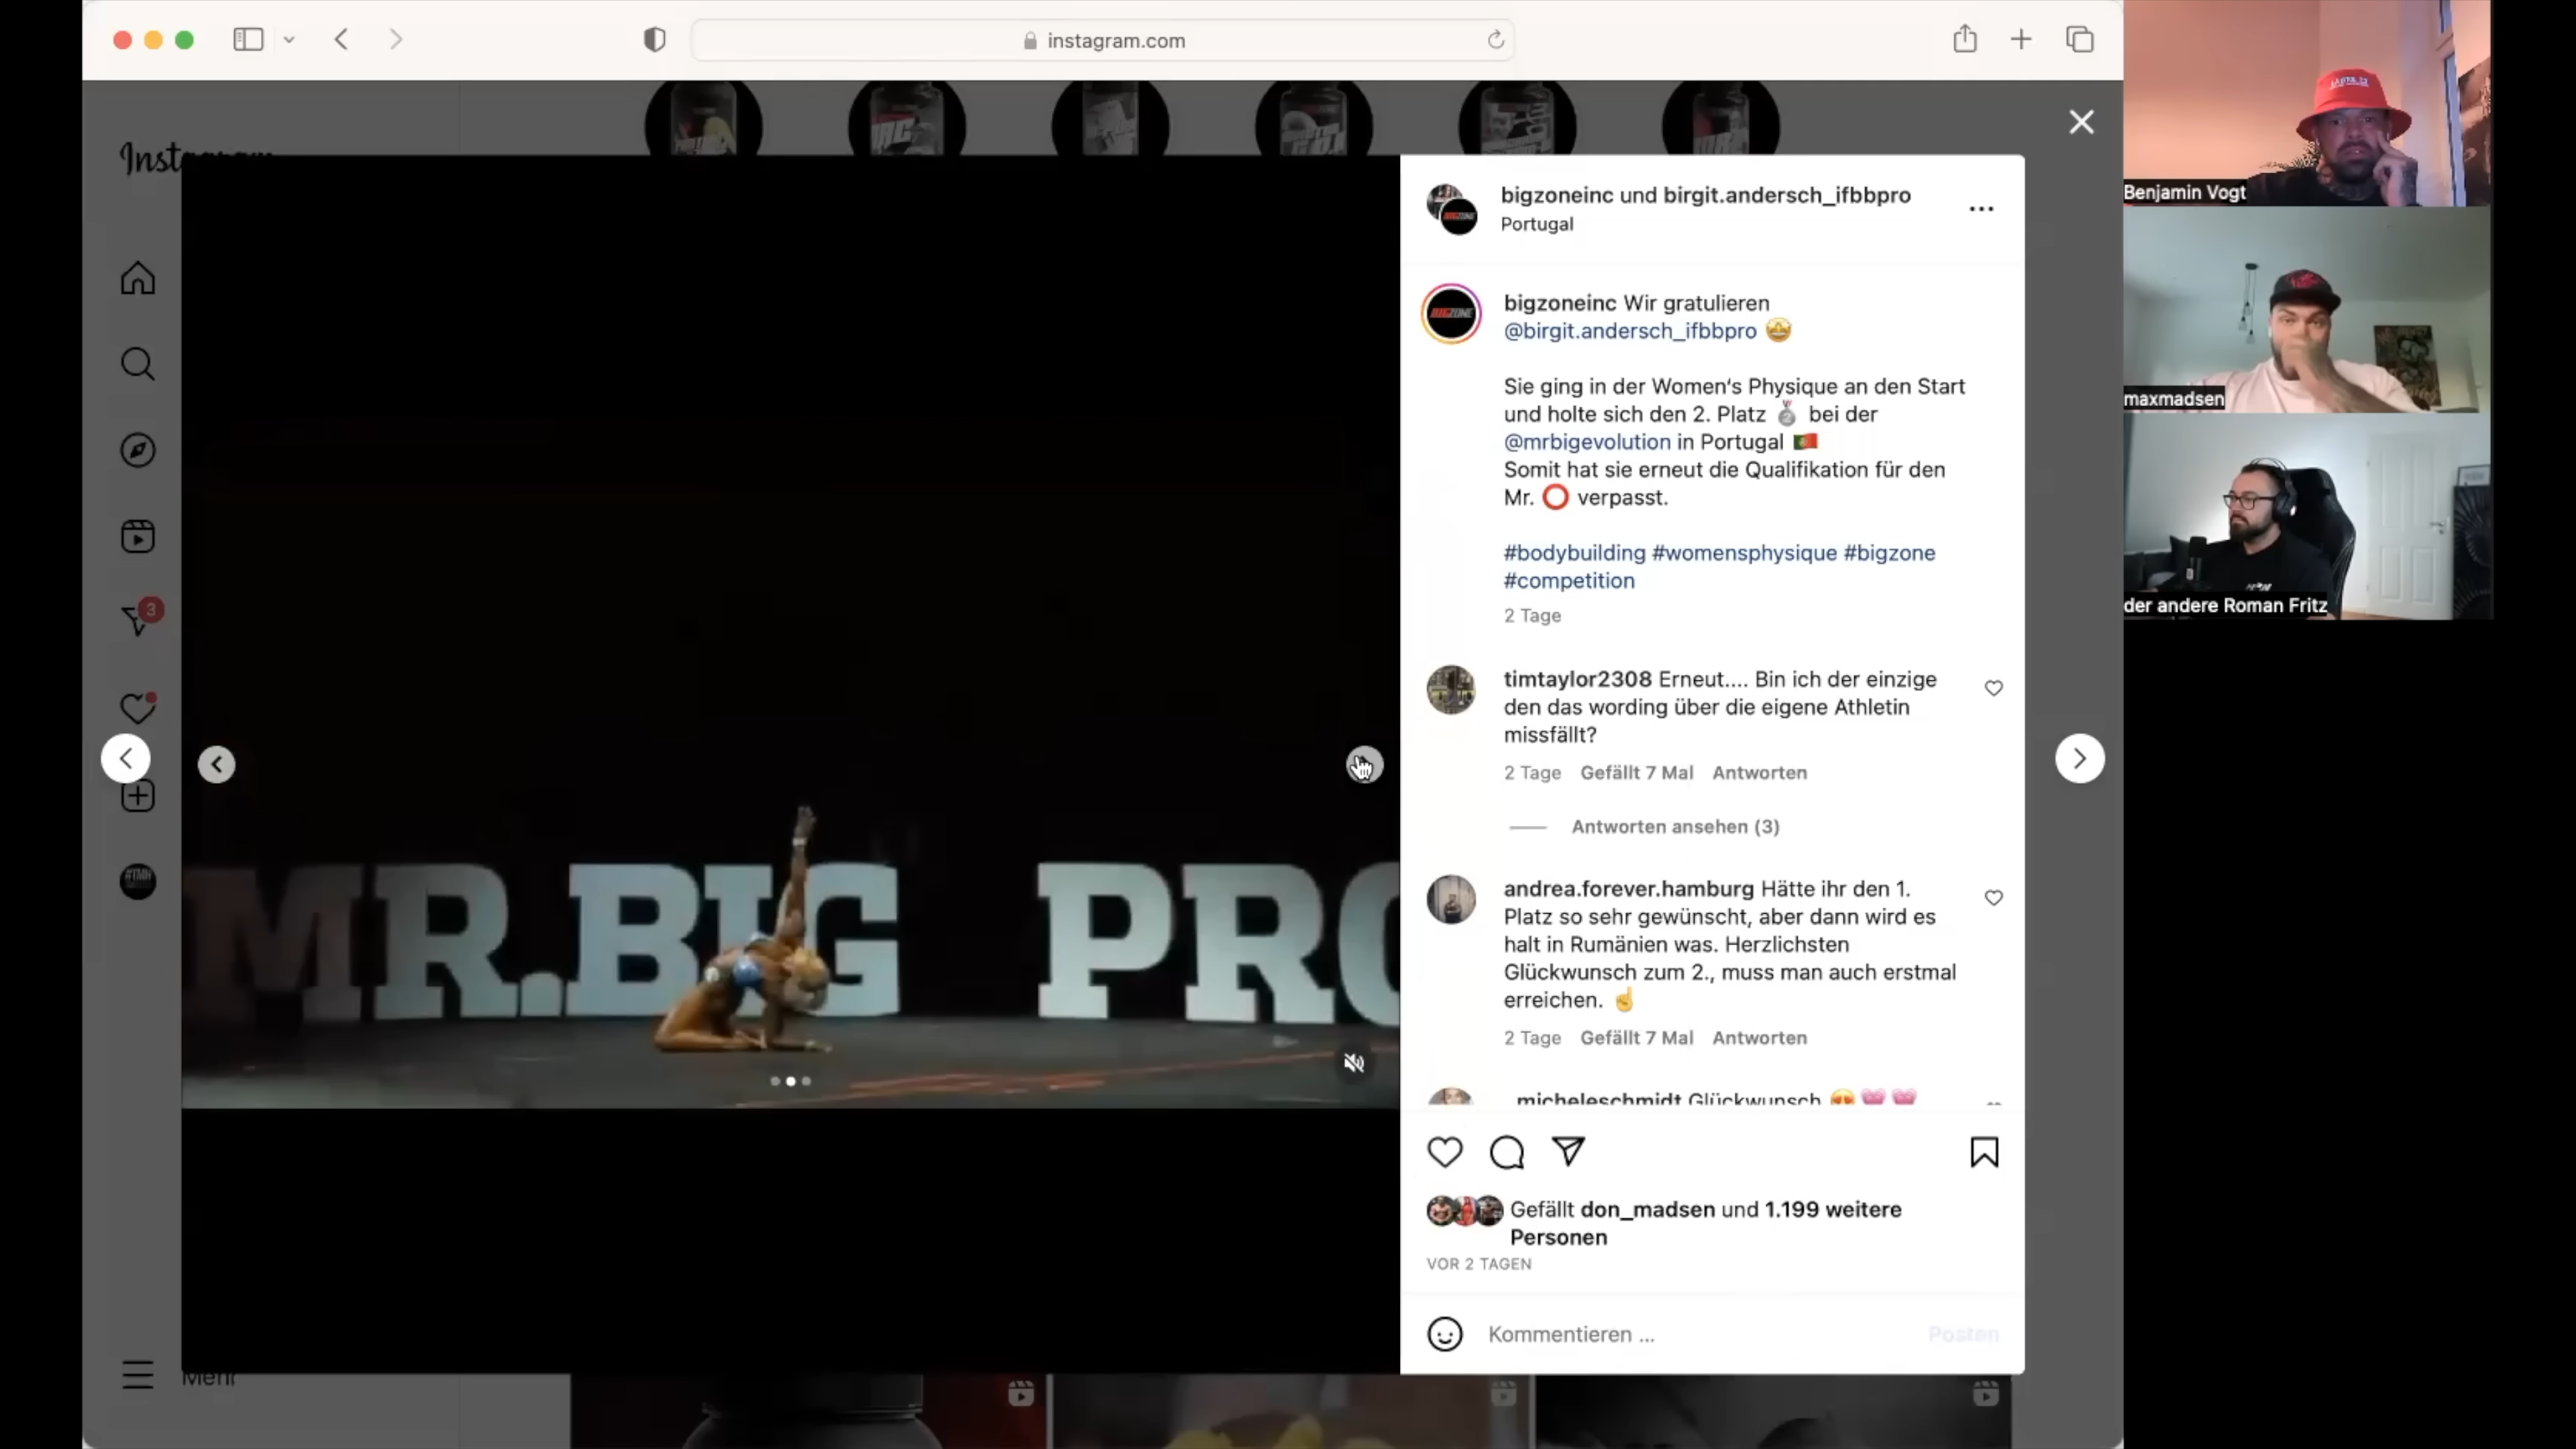 instagram.com
Instagram
bigzoneinc und birgit.andersch_ifbbpro
Portugal
bigzoneinc Wir gratulieren
@birgit.andersch_ifbbpro 🤩
Sie ging in der Women's Physique an den Start
und holte sich den 2. Platz 🥈 bei der
@mrbigevolution in Portugal 🇵🇹
Somit hat sie erneut die Qualifikation für den
Mr. ⭕ verpasst.
#bodybuilding #womensphysique #bigzone
#competition
2 Tage
timtaylor2308 Erneut.... Bin ich der einzige
den das wording über die eigene Athletin
missfällt?
2 Tage Gefällt 7 Mal Antworten
Antworten ansehen (3)
andrea.forever.hamburg Hätte ihr den 1.
Platz so sehr gewünscht, aber dann wird es
halt in Rumänien was. Herzlichsten
Glückwunsch zum 2., muss man auch erstmal
erreichen. ☝
2 Tage Gefällt 7 Mal Antworten
_micheleschmidt Glückwunsch 😍💗💗
Gefällt don_madsen und 1.199 weitere
Personen
VOR 2 TAGEN
Kommentieren ...
Posten
3
Mehr
MR.BIG PRO
BIGZONE
Benjamin Vogt
maxmadsen
der andere Roman Fritz